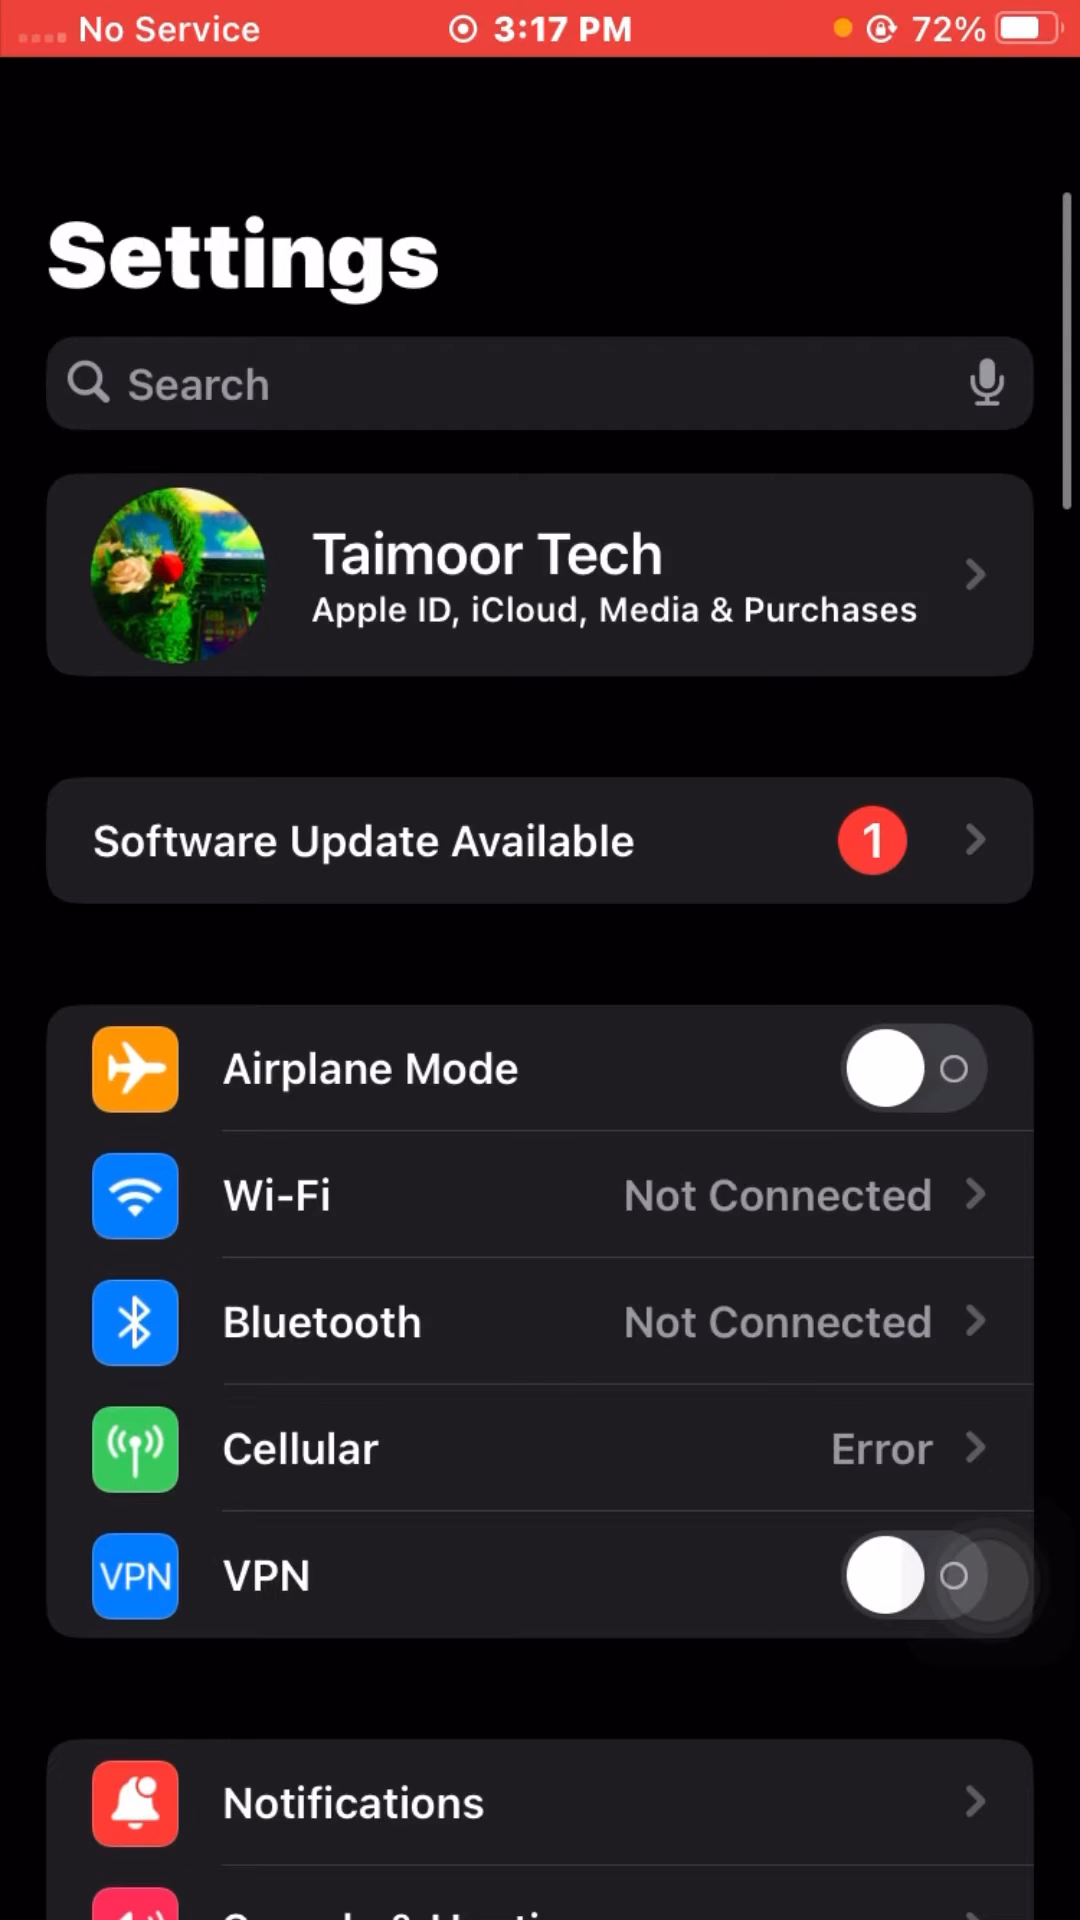 No Service 3:17 PM 72%
Settings
Search
Taimoor Tech
Apple ID, iCloud, Media & Purchases
Software Update Available 1
Airplane Mode
Wi-Fi Not Connected
Bluetooth Not Connected
Cellular Error
VPN VPN
Notifications